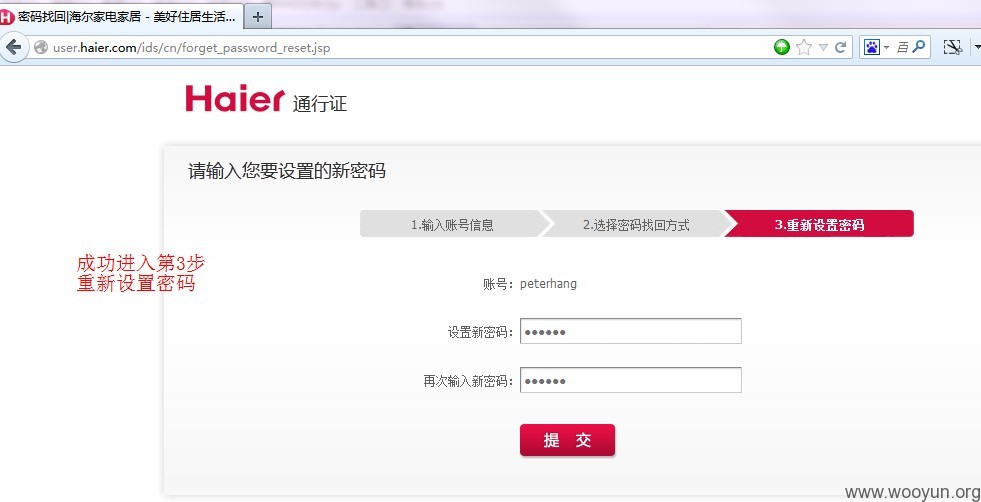 密码找回|海尔家电家居 - 美好住居生活...
user.haier.com/ids/cn/forget_password_reset.jsp
百
Haier 通行证
请输入您要设置的新密码
1.输入账号信息 2.选择密码找回方式 3.重新设置密码
成功进入第3步
重新设置密码
账号：peterhang
设置新密码：••••••
再次输入新密码：••••••
提 交
www.wooyun.org